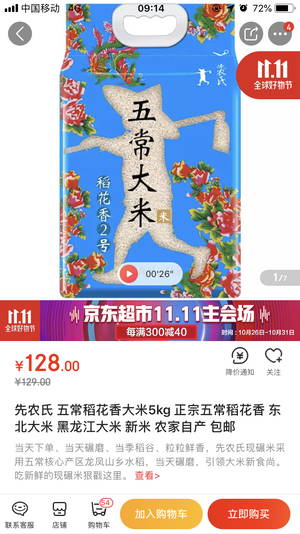 中国移动 4G 09:14 72%
先农氏
11.11
全球好物节
五常大米
稻花香2号
米
00'26"
1/7
11.11
全球好物节
京东超市11.11主会场
每满300减40
时间：10月26日-10月31日
¥128.00
¥129.00
降价通知
关注
先农氏 五常稻花香大米5kg 正宗五常稻花香 东
北大米 黑龙江大米 新米 农家自产 包邮
当天下单、当天碾磨、当季稻谷、粒粒鲜香，先农氏现碾米采
用五常核心产区龙凤山乡水稻，当天碾磨，引领大米新食尚。
吃新鲜的现碾米狠戳这里。 查看>
联系客服
店铺
54
购物车
加入购物车
立即购买